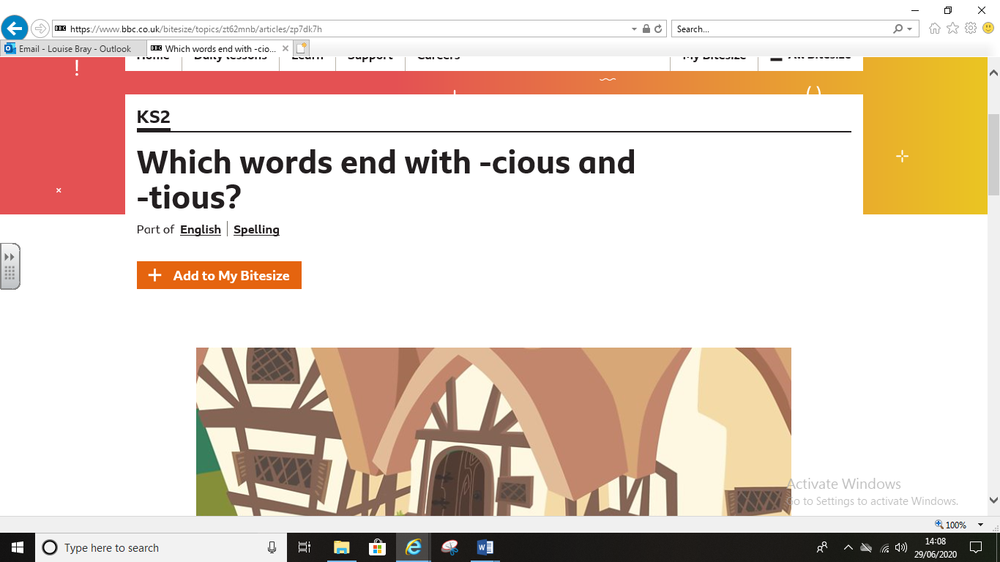 https://www.bbc.co.uk/bitesize/topics/zt62mnb/articles/zp7dk7h
Search...
Email - Louise Bray - Outlook
BBC Which words end with -cio...
Home Daily lessons Learn Support Careers My Bitesize All Bitesize
KS2
Which words end with -cious and
-tious?
Part of English Spelling
+ Add to My Bitesize
Activate Windows
Go to Settings to activate Windows.
100%
Type here to search
14:08
29/06/2020